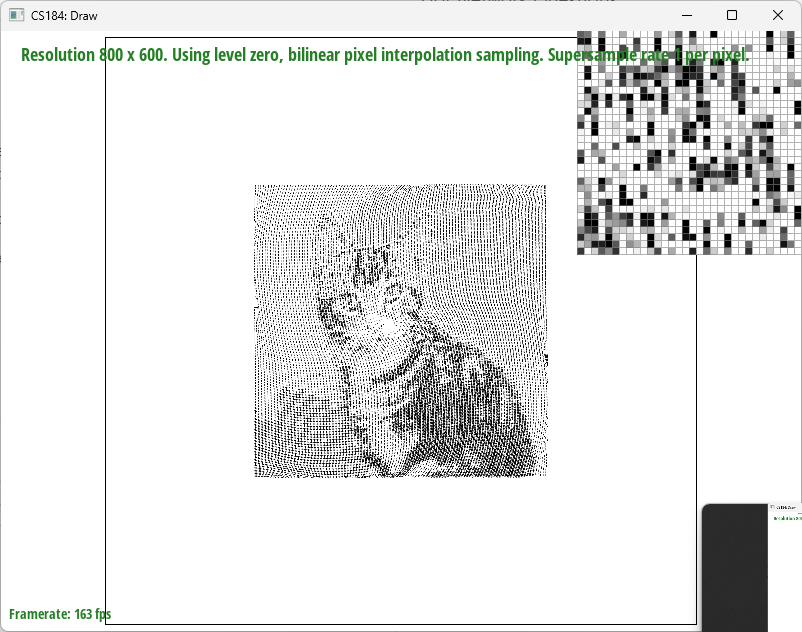 CS184: Draw
Resolution 800 x 600. Using level zero, bilinear pixel interpolation sampling. Supersample rate 1 per pixel.
Framerate: 163 fps